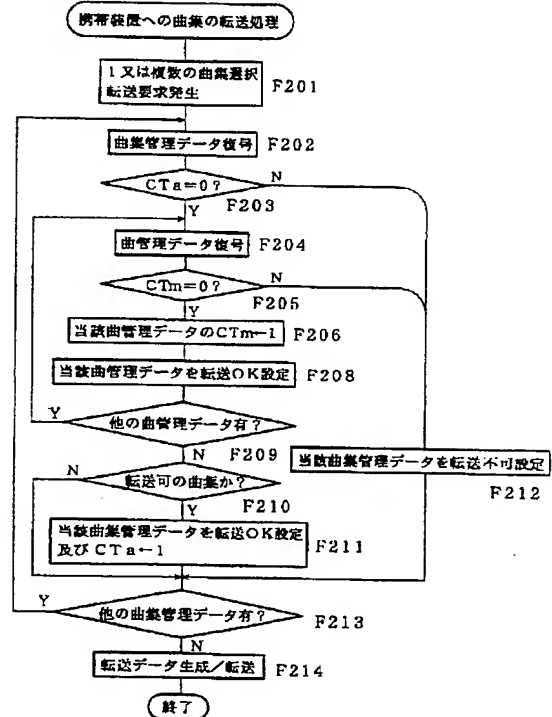 携帯装置への曲集の転送処理
1又は複数の曲集選択
転送要求発生
F201
曲集管理データ復号
F202
CTa=0?
N
Y
F203
曲管理データ復号
F204
CTm=0?
N
Y
F205
当該曲管理データのCTm←1
F206
当該曲管理データを転送OK設定
F208
Y
他の曲管理データ有?
N
F209
当該曲集管理データを転送不可設定
F212
N
転送可の曲集か?
Y
F210
当該曲集管理データを転送OK設定
及びCTa←1
F211
Y
他の曲集管理データ有?
F213
N
転送データ生成/転送
F214
終了